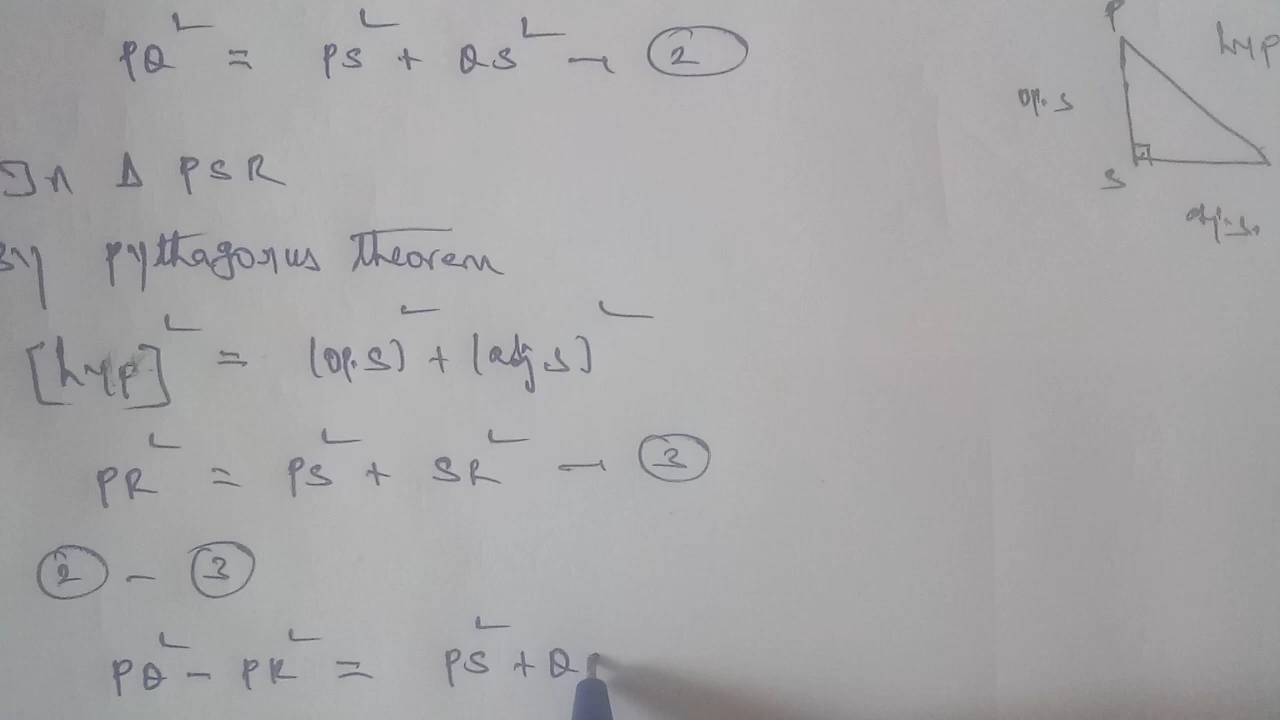 PQ² = PS² + QS² — ②
In Δ PSR
By pythagorus Theorem
[hyp]² = (op.s)² + (adj s)²
PR² = PS² + SR² — ③
② - ③
PQ² - PR² = PS² + Q
P
hyp
op. s
S
adj.s.